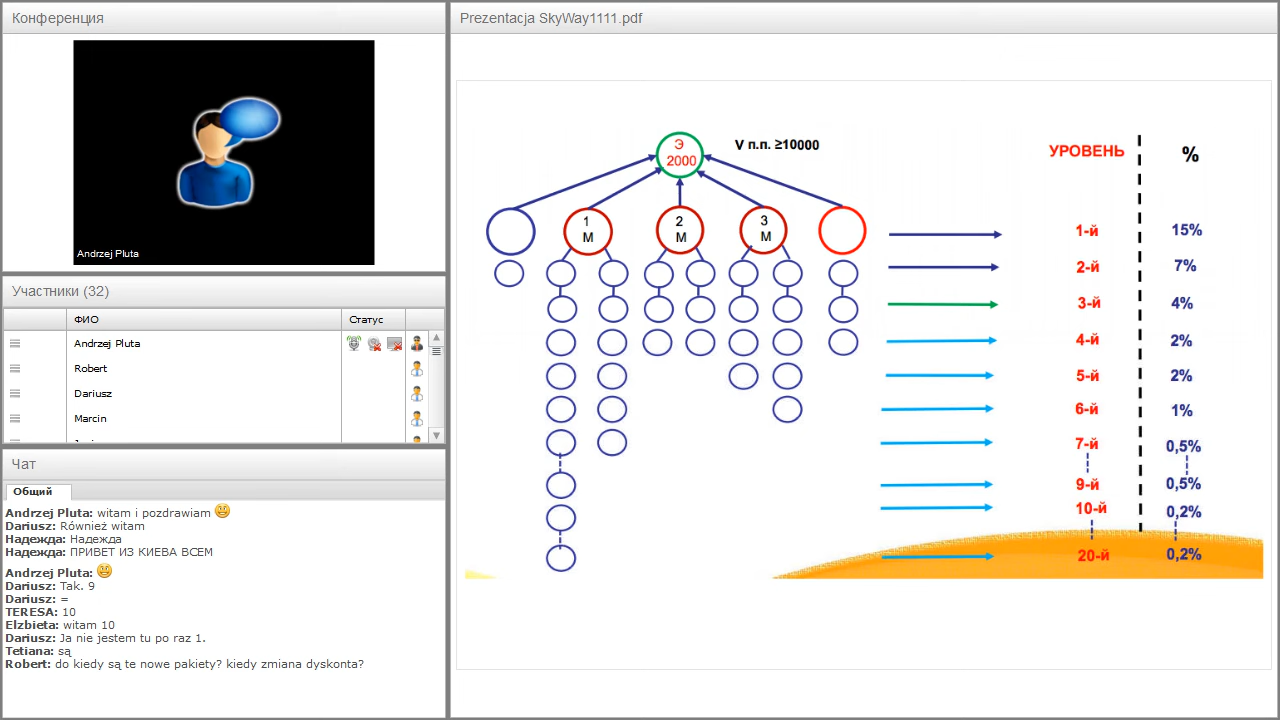 Конференция
Andrzej Pluta
Участники (32)
ФИО Статус
Andrzej Pluta
Robert
Dariusz
Marcin
Чат
Общий
Andrzej Pluta: witam i pozdrawiam
Dariusz: Również witam
Надежда: Надежда
Надежда: ПРИВЕТ ИЗ КИЕВА ВСЕМ
Andrzej Pluta:
Dariusz: Tak. 9
Dariusz: =
TERESA: 10
Elzbieta: witam 10
Dariusz: Ja nie jestem tu po raz 1.
Tetiana: są
Robert: do kiedy są te nowe pakiety? kiedy zmiana dyskonta?
Prezentacja SkyWay1111.pdf
Э
2000
V п.п. ≥10000
1
М
2
М
3
М
УРОВЕНЬ %
1-й 15%
2-й 7%
3-й 4%
4-й 2%
5-й 2%
6-й 1%
7-й 0,5%
9-й 0,5%
10-й 0,2%
20-й 0,2%